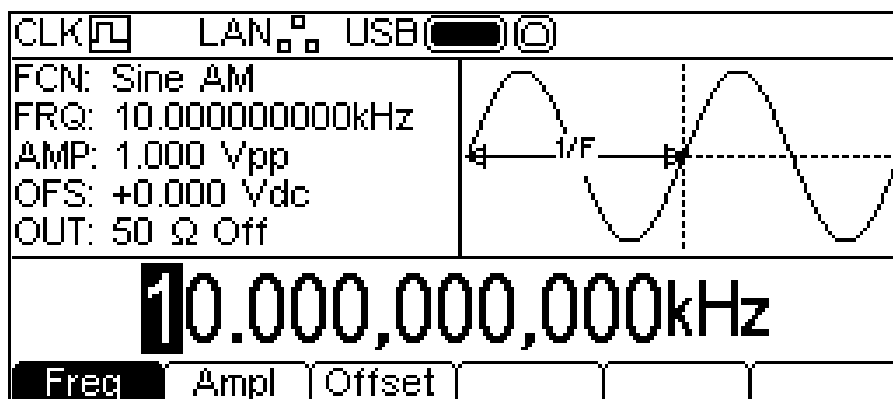 CLK LAN USB
FCN: Sine AM
FRQ: 10.000000000kHz
AMP: 1.000 Vpp
OFS: +0.000 Vdc
OUT: 50 Ω Off
1/F
10.000,000,000kHz
Freq Ampl Offset